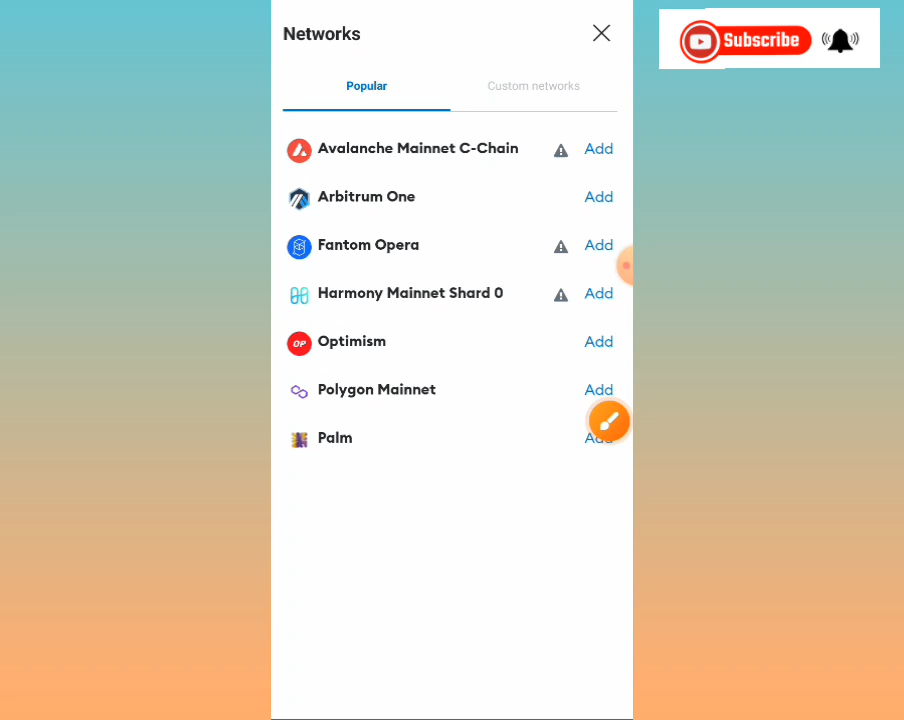 Networks
Subscribe
Popular
Custom networks
Avalanche Mainnet C-Chain
Add
Arbitrum One
Add
Fantom Opera
Add
Harmony Mainnet Shard 0
Add
OP
Optimism
Add
Polygon Mainnet
Add
Palm
Add